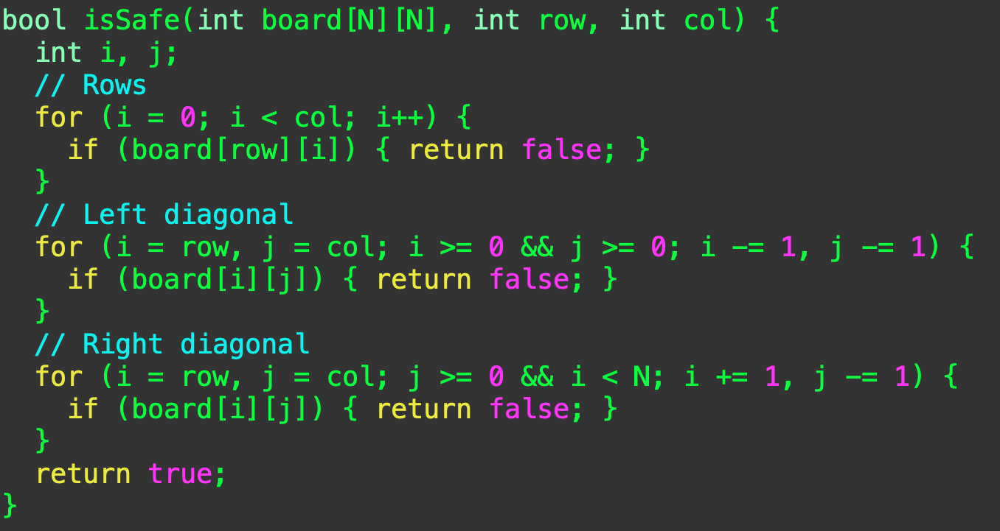 bool isSafe(int board[N][N], int row, int col) {
  int i, j;
  // Rows
  for (i = 0; i < col; i++) {
    if (board[row][i]) { return false; }
  }
  // Left diagonal
  for (i = row, j = col; i >= 0 && j >= 0; i -= 1, j -= 1) {
    if (board[i][j]) { return false; }
  }
  // Right diagonal
  for (i = row, j = col; j >= 0 && i < N; i += 1, j -= 1) {
    if (board[i][j]) { return false; }
  }
  return true;
}